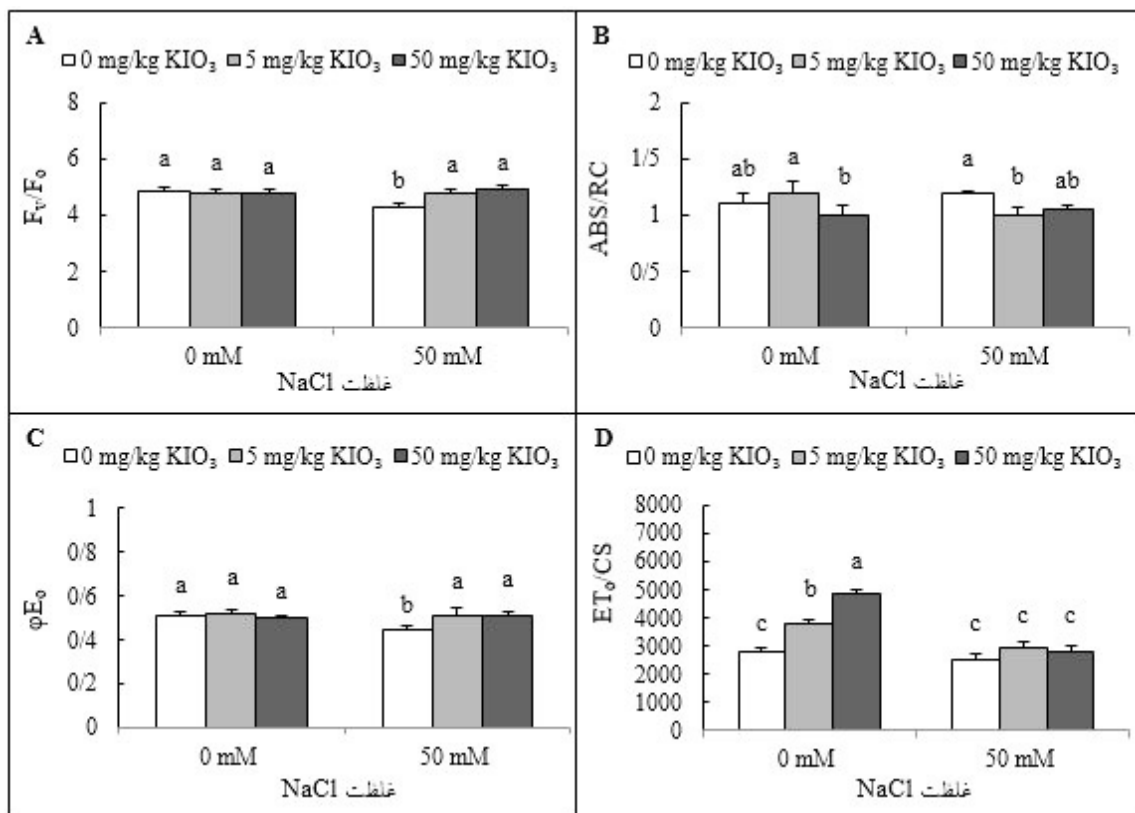 A
0 mg/kg KIO₃ 5 mg/kg KIO₃ 50 mg/kg KIO₃
8
6
4
2
0
Fv/F₀
a a a b a a
0 mM 50 mM
غلظت NaCl
B
0 mg/kg KIO₃ 5 mg/kg KIO₃ 50 mg/kg KIO₃
2
1/5
1
0/5
0
ABS/RC
ab a b a b ab
0 mM 50 mM
غلظت NaCl
C
0 mg/kg KIO₃ 5 mg/kg KIO₃ 50 mg/kg KIO₃
1
0/8
0/6
0/4
0/2
0
φE₀
a a a b a a
0 mM 50 mM
غلظت NaCl
D
0 mg/kg KIO₃ 5 mg/kg KIO₃ 50 mg/kg KIO₃
8000
7000
6000
5000
4000
3000
2000
1000
0
ET₀/CS
c b a c c c
0 mM 50 mM
غلظت NaCl